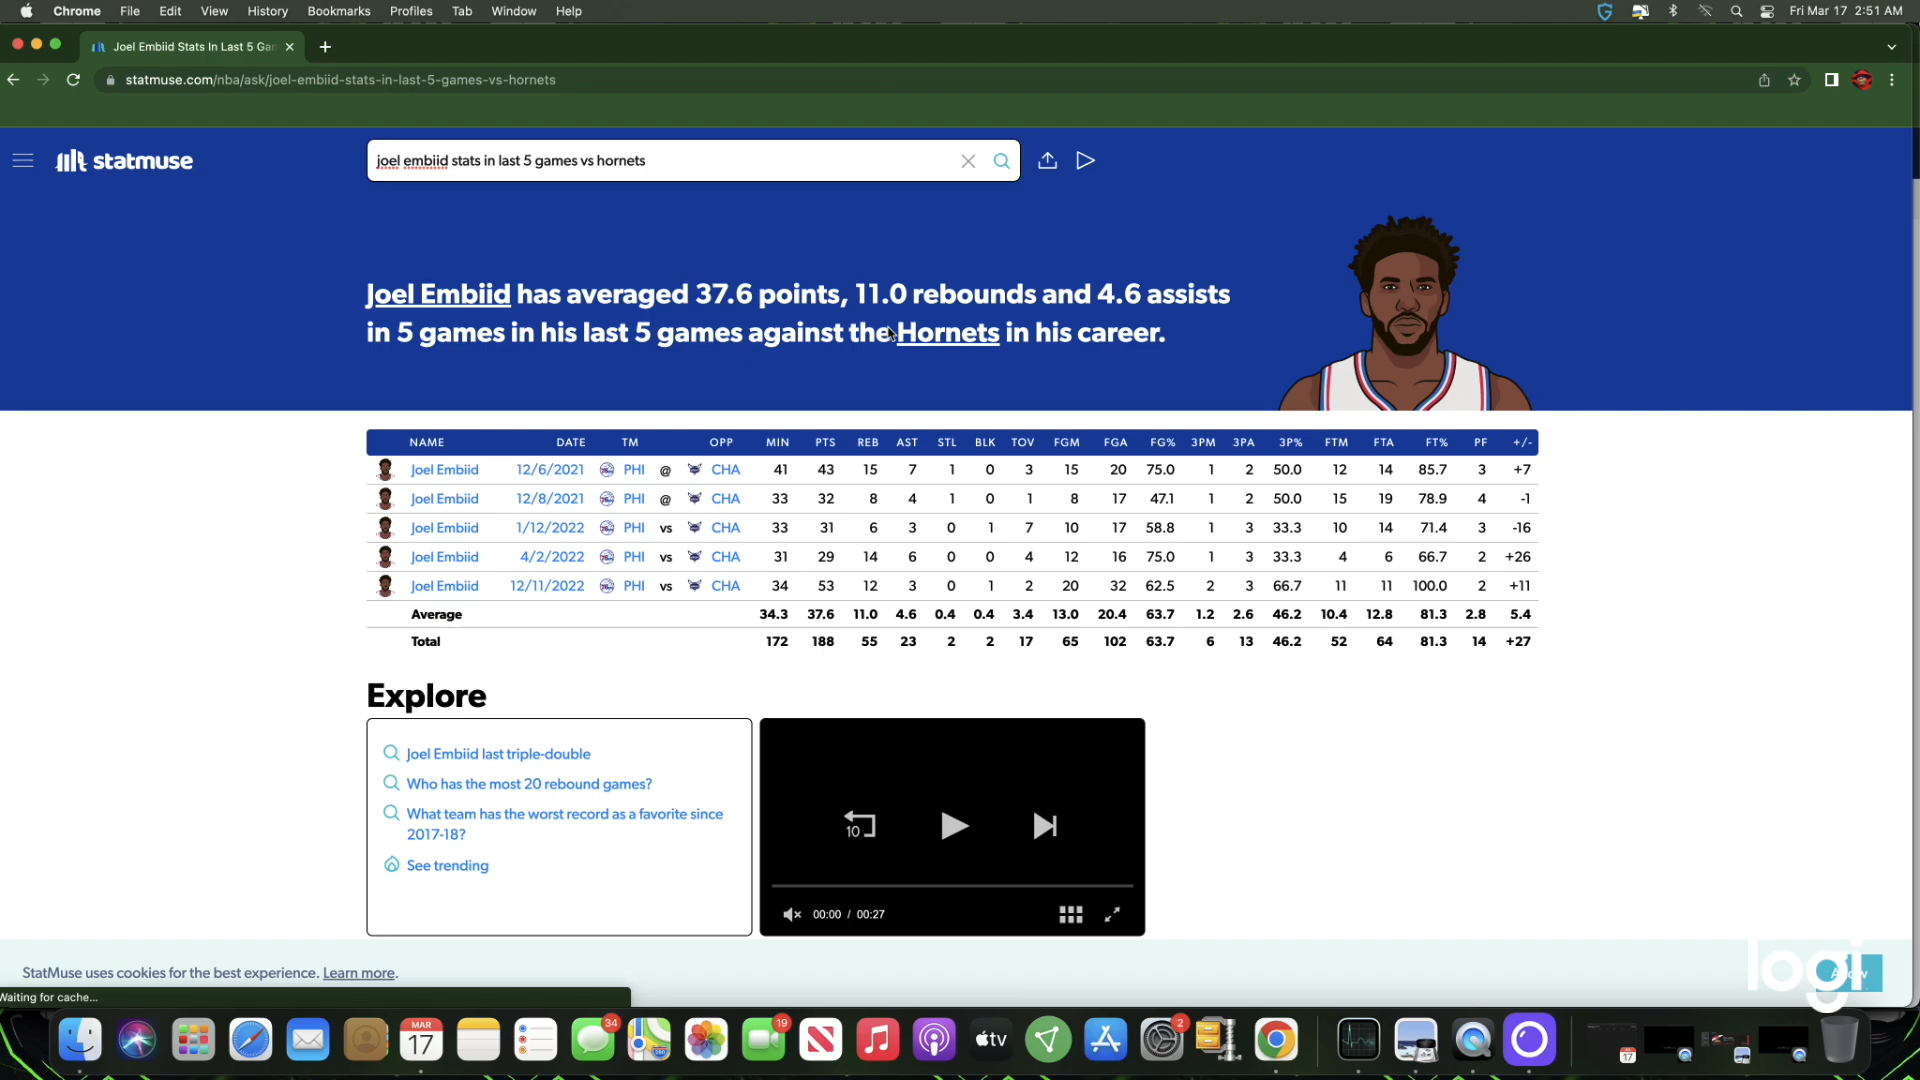 Chrome File Edit View History Bookmarks Profiles Tab Window Help Fri Mar 17 2:51 AM
Joel Embiid Stats In Last 5 Gar
statmuse.com/nba/ask/joel-embiid-stats-in-last-5-games-vs-hornets
statmuse joel embiid stats in last 5 games vs hornets
Joel Embiid has averaged 37.6 points, 11.0 rebounds and 4.6 assists
in 5 games in his last 5 games against the Hornets in his career.
NAME DATE TM OPP MIN PTS REB AST STL BLK TOV FGM FGA FG% 3PM 3PA 3P% FTM FTA FT% PF +/-
Joel Embiid 12/6/2021 PHI @ CHA 41 43 15 7 1 0 3 15 20 75.0 1 2 50.0 12 14 85.7 3 +7
Joel Embiid 12/8/2021 PHI @ CHA 33 32 8 4 1 0 1 8 17 47.1 1 2 50.0 15 19 78.9 4 -1
Joel Embiid 1/12/2022 PHI vs CHA 33 31 6 3 0 1 7 10 17 58.8 1 3 33.3 10 14 71.4 3 -16
Joel Embiid 4/2/2022 PHI vs CHA 31 29 14 6 0 0 4 12 16 75.0 1 3 33.3 4 6 66.7 2 +26
Joel Embiid 12/11/2022 PHI vs CHA 34 53 12 3 0 1 2 20 32 62.5 2 3 66.7 11 11 100.0 2 +11
Average 34.3 37.6 11.0 4.6 0.4 0.4 3.4 13.0 20.4 63.7 1.2 2.6 46.2 10.4 12.8 81.3 2.8 5.4
Total 172 188 55 23 2 2 17 65 102 63.7 6 13 46.2 52 64 81.3 14 +27
Explore
Joel Embiid last triple-double
Who has the most 20 rebound games?
What team has the worst record as a favorite since
2017-18?
See trending
10
00:00 / 00:27
StatMuse uses cookies for the best experience. Learn more.
logi
Waiting for cache...
MAR
17
34
19
tv
2
17